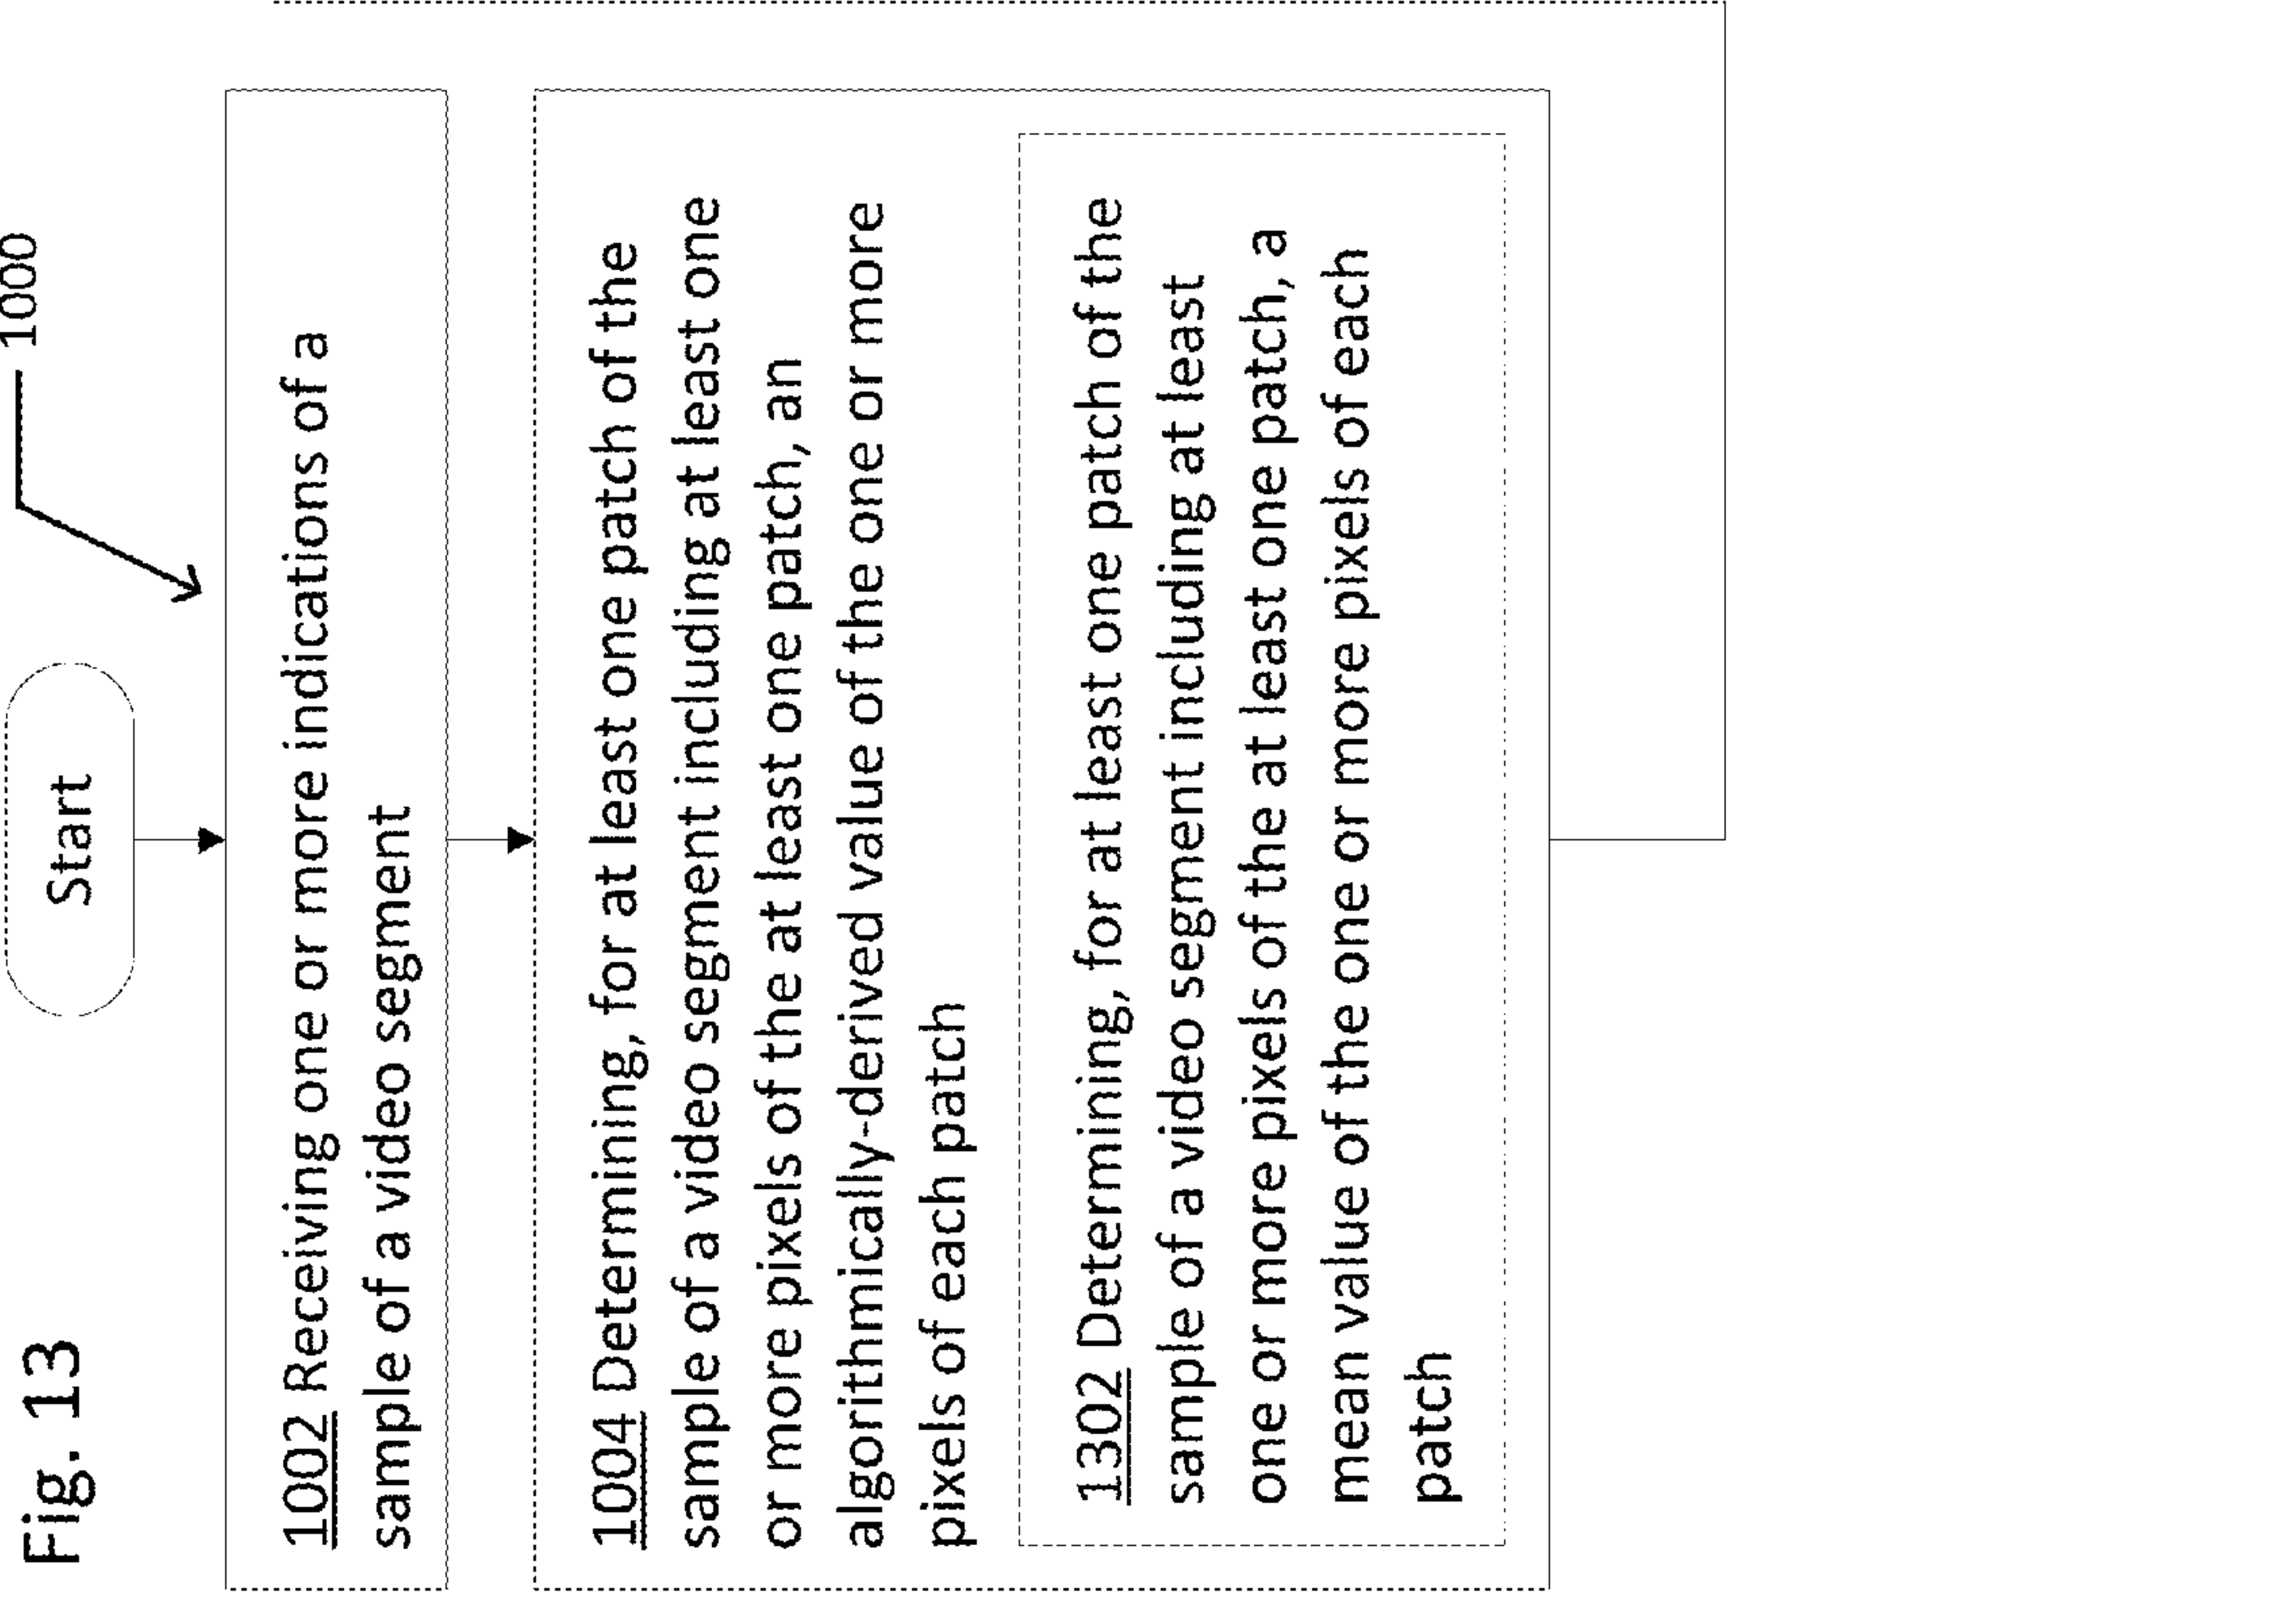 Fig. 13
1000
Start
1002 Receiving one or more indications of a
sample of a video segment
1004 Determining, for at least one patch of the
sample of a video segment including at least one
or more pixels of the at least one patch, an
algorithmically-derived value of the one or more
pixels of each patch
1302 Determining, for at least one patch of the
sample of a video segment including at least
one or more pixels of the at least one patch, a
mean value of the one or more pixels of each
patch